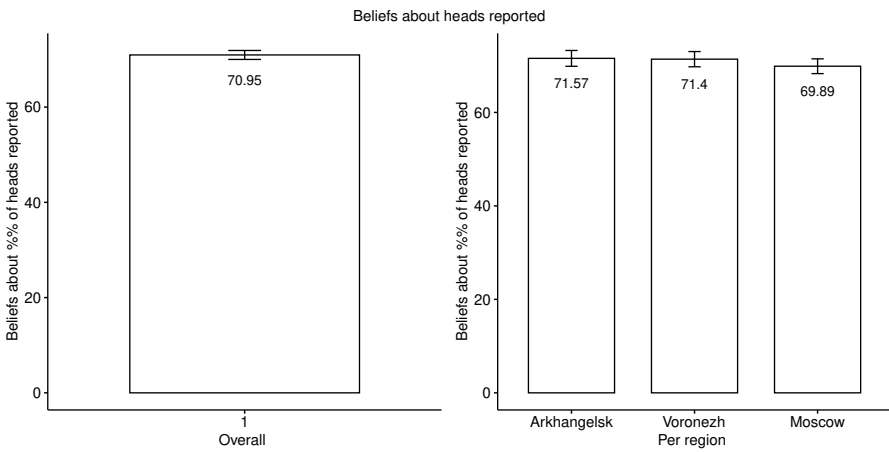 Beliefs about heads reported
Beliefs about %% of heads reported
60
40
20
0
70.95
1
Overall
Beliefs about %% of heads reported
60
40
20
0
71.57
71.4
69.89
Arkhangelsk Voronezh Moscow
Per region